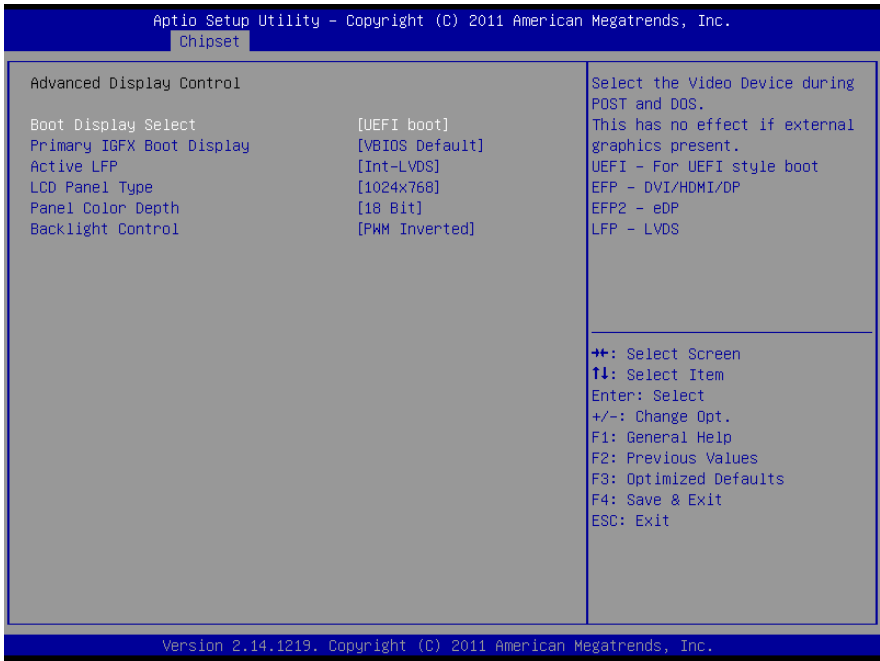 Aptio Setup Utility – Copyright (C) 2011 American Megatrends, Inc.
Chipset
Advanced Display Control
Boot Display Select [UEFI boot]
Primary IGFX Boot Display [VBIOS Default]
Active LFP [Int-LVDS]
LCD Panel Type [1024x768]
Panel Color Depth [18 Bit]
Backlight Control [PWM Inverted]
Select the Video Device during
POST and DOS.
This has no effect if external
graphics present.
UEFI – For UEFI style boot
EFP – DVI/HDMI/DP
EFP2 – eDP
LFP – LVDS
→←: Select Screen
↑↓: Select Item
Enter: Select
+/-: Change Opt.
F1: General Help
F2: Previous Values
F3: Optimized Defaults
F4: Save & Exit
ESC: Exit
Version 2.14.1219. Copyright (C) 2011 American Megatrends, Inc.